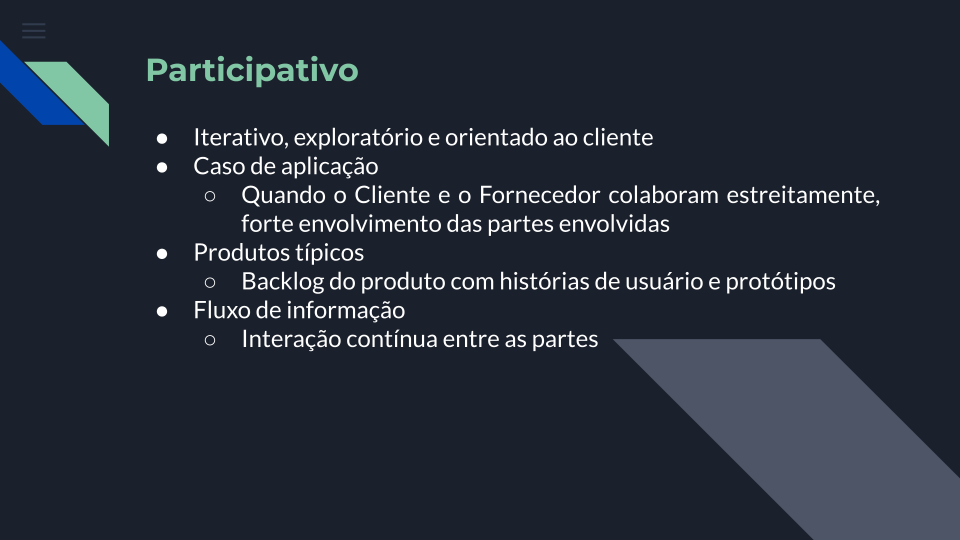 Participativo
● Iterativo, exploratório e orientado ao cliente
● Caso de aplicação
○ Quando o Cliente e o Fornecedor colaboram estreitamente,
forte envolvimento das partes envolvidas
● Produtos típicos
○ Backlog do produto com histórias de usuário e protótipos
● Fluxo de informação
○ Interação contínua entre as partes